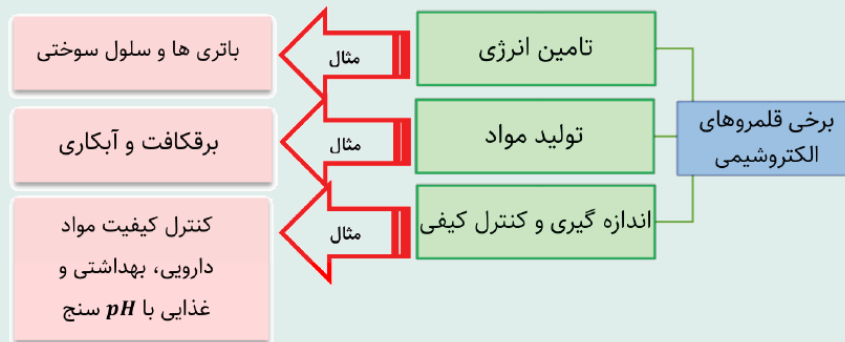 برخی قلمروهای
الکتروشیمی
تامین انرژی
مثال
باتری ها و سلول سوختی
تولید مواد
مثال
برقکافت و آبکاری
اندازه گیری و کنترل کیفی
مثال
کنترل کیفیت مواد
دارویی، بهداشتی و
غذایی با pH سنج